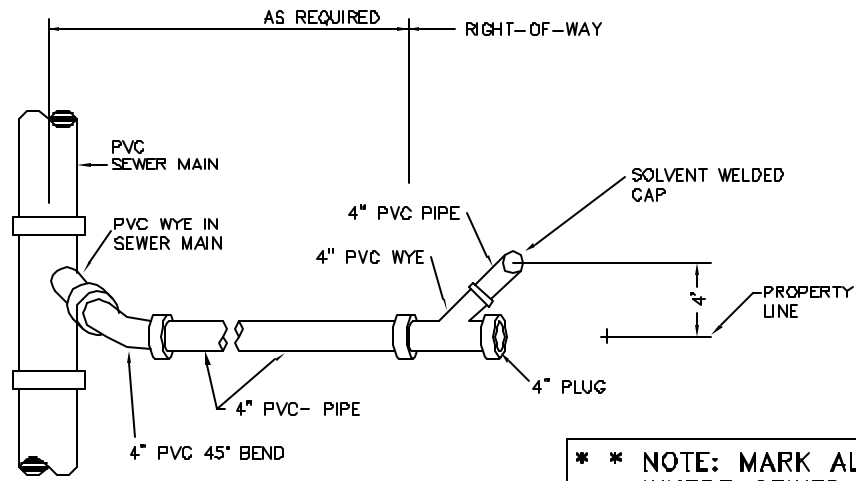 AS REQUIRED
RIGHT-OF-WAY
PVC
SEWER MAIN
SOLVENT WELDED
CAP
4" PVC PIPE
PVC WYE IN
SEWER MAIN
4" PVC WYE
4'
PROPERTY
LINE
4" PLUG
4" PVC- PIPE
4" PVC 45° BEND
* * NOTE: MARK AL